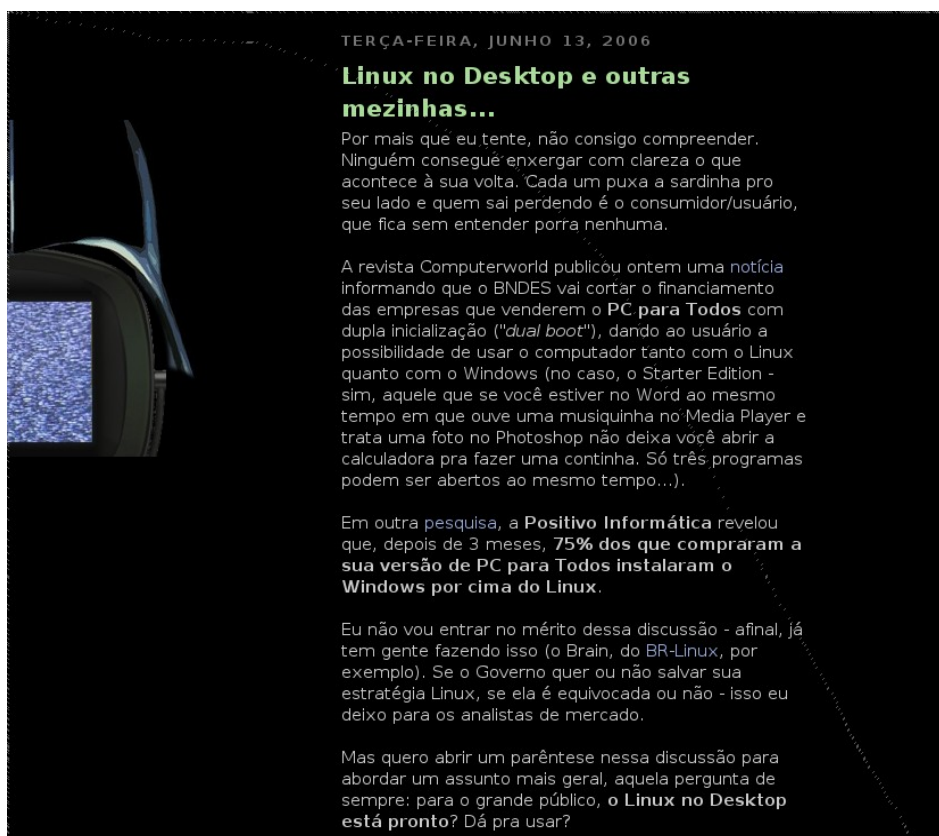 TERÇA-FEIRA, JUNHO 13, 2006
Linux no Desktop e outras
mezinhas...
Por mais que eu tente, não consigo compreender.
Ninguém consegue enxergar com clareza o que
acontece à sua volta. Cada um puxa a sardinha pro
seu lado e quem sai perdendo é o consumidor/usuário,
que fica sem entender porra nenhuma.
A revista Computerworld publicou ontem uma notícia
informando que o BNDES vai cortar o financiamento
das empresas que venderem o PC para Todos com
dupla inicialização ("dual boot"), dando ao usuário a
possibilidade de usar o computador tanto com o Linux
quanto com o Windows (no caso, o Starter Edition -
sim, aquele que se você estiver no Word ao mesmo
tempo em que ouve uma musiquinha no Media Player e
trata uma foto no Photoshop não deixa você abrir a
calculadora pra fazer uma continha. Só três programas
podem ser abertos ao mesmo tempo...).
Em outra pesquisa, a Positivo Informática revelou
que, depois de 3 meses, 75% dos que compraram a
sua versão de PC para Todos instalaram o
Windows por cima do Linux.
Eu não vou entrar no mérito dessa discussão - afinal, já
tem gente fazendo isso (o Brain, do BR-Linux, por
exemplo). Se o Governo quer ou não salvar sua
estratégia Linux, se ela é equivocada ou não - isso eu
deixo para os analistas de mercado.
Mas quero abrir um parêntese nessa discussão para
abordar um assunto mais geral, aquela pergunta de
sempre: para o grande público, o Linux no Desktop
está pronto? Dá pra usar?